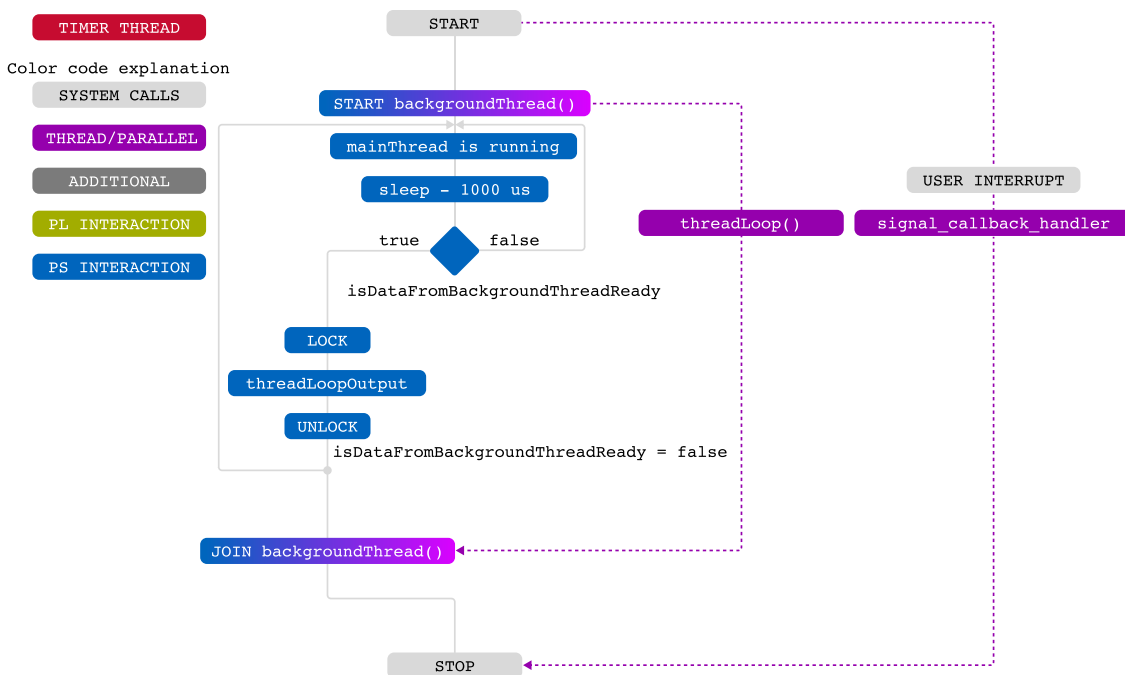 TIMER THREAD
Color code explanation
SYSTEM CALLS
THREAD/PARALLEL
ADDITIONAL
PL INTERACTION
PS INTERACTION
START
START backgroundThread()
mainThread is running
sleep - 1000 us
true
false
isDataFromBackgroundThreadReady
LOCK
threadLoopOutput
UNLOCK
isDataFromBackgroundThreadReady = false
JOIN backgroundThread()
STOP
threadLoop()
USER INTERRUPT
signal_callback_handler